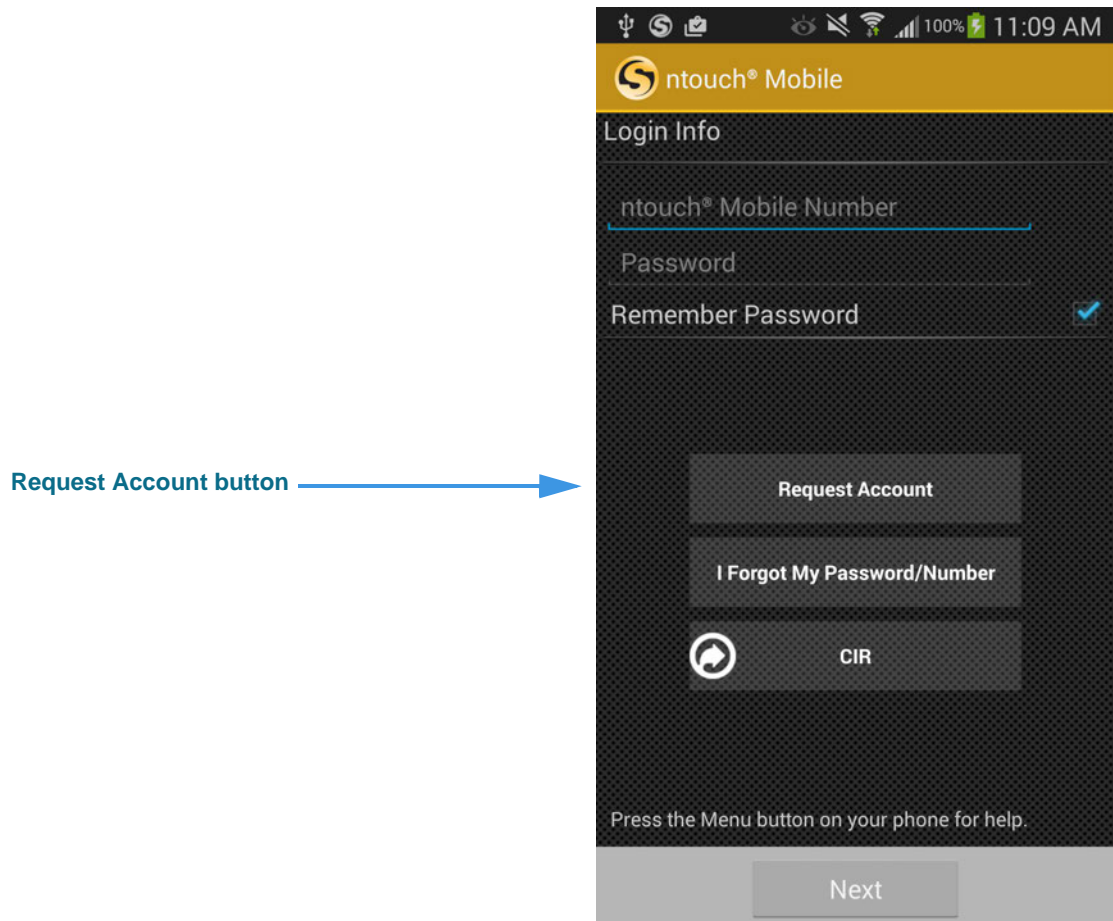 100% 11:09 AM
ntouch® Mobile
Login Info
ntouch® Mobile Number
Password
Remember Password
Request Account button
Request Account
I Forgot My Password/Number
CIR
Press the Menu button on your phone for help.
Next